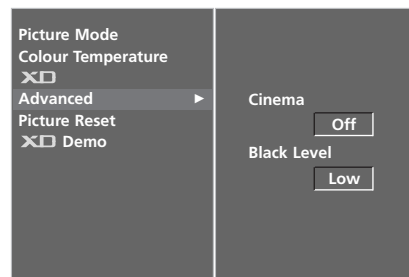 Picture Mode
Colour Temperature
XD
Advanced ►
Picture Reset
XD Demo
Cinema
Off
Black Level
Low